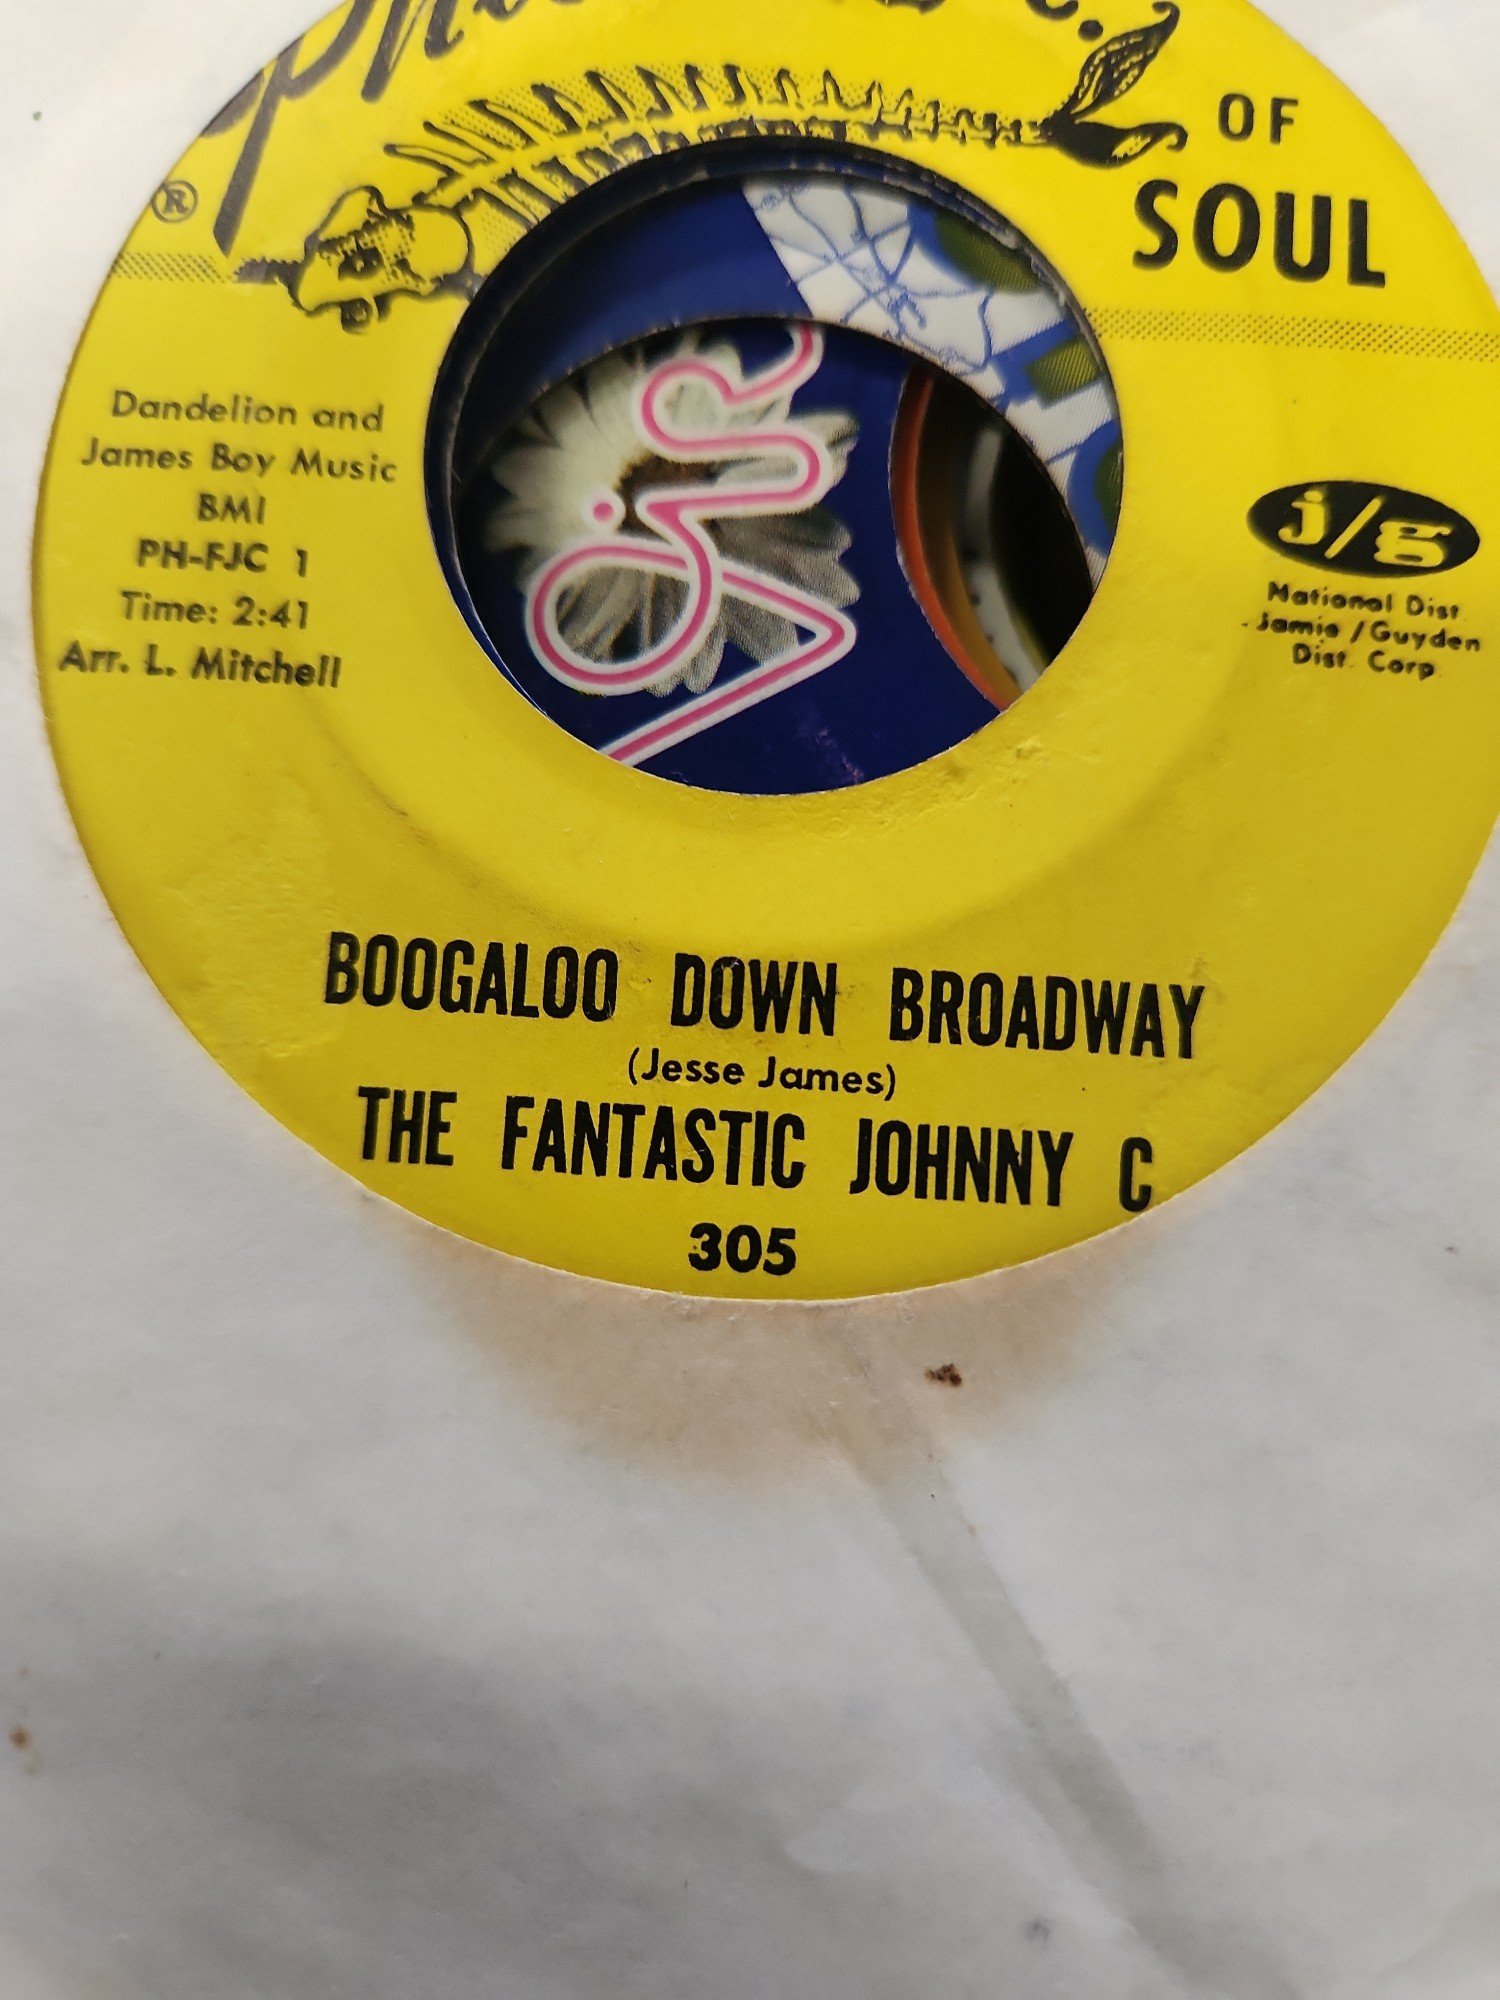 OF
SOUL
®
Dandelion and
James Boy Music
BMI
PH-FJC 1
Time: 2:41
Arr. L. Mitchell
j/g
National Dist.
Jamie/Guyden
Dist. Corp.
BOOGALOO DOWN BROADWAY
(Jesse James)
THE FANTASTIC JOHNNY C
305